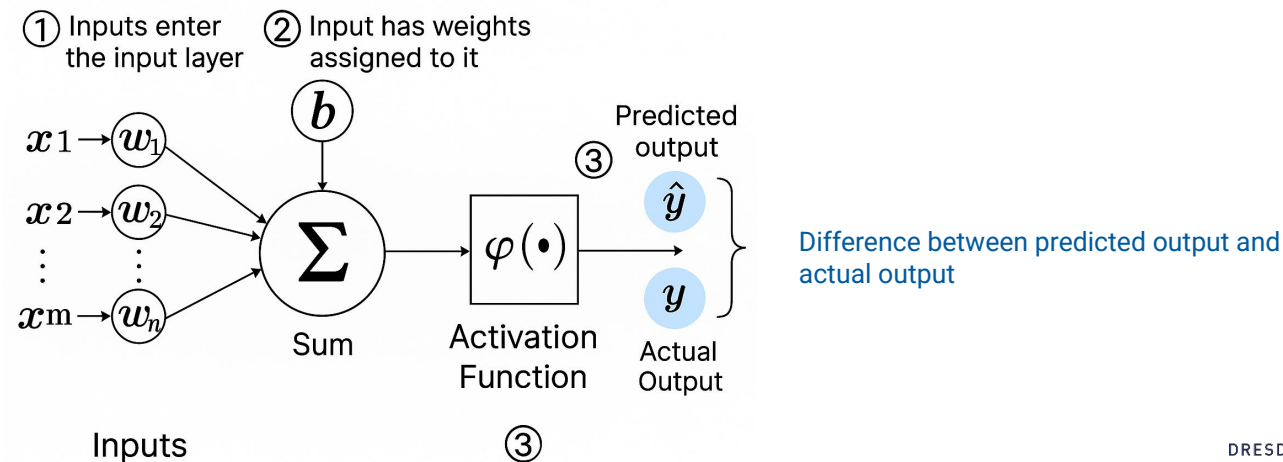 ① Inputs enter
the input layer
② Input has weights
assigned to it
b
x1 w₁
x2 w₂
⋮ ⋮
xm wₙ
Σ
Sum
φ(•)
Activation
Function
③
③
Predicted
output
ŷ
y
Actual
Output
Difference between predicted output and
actual output
Inputs
DRESD